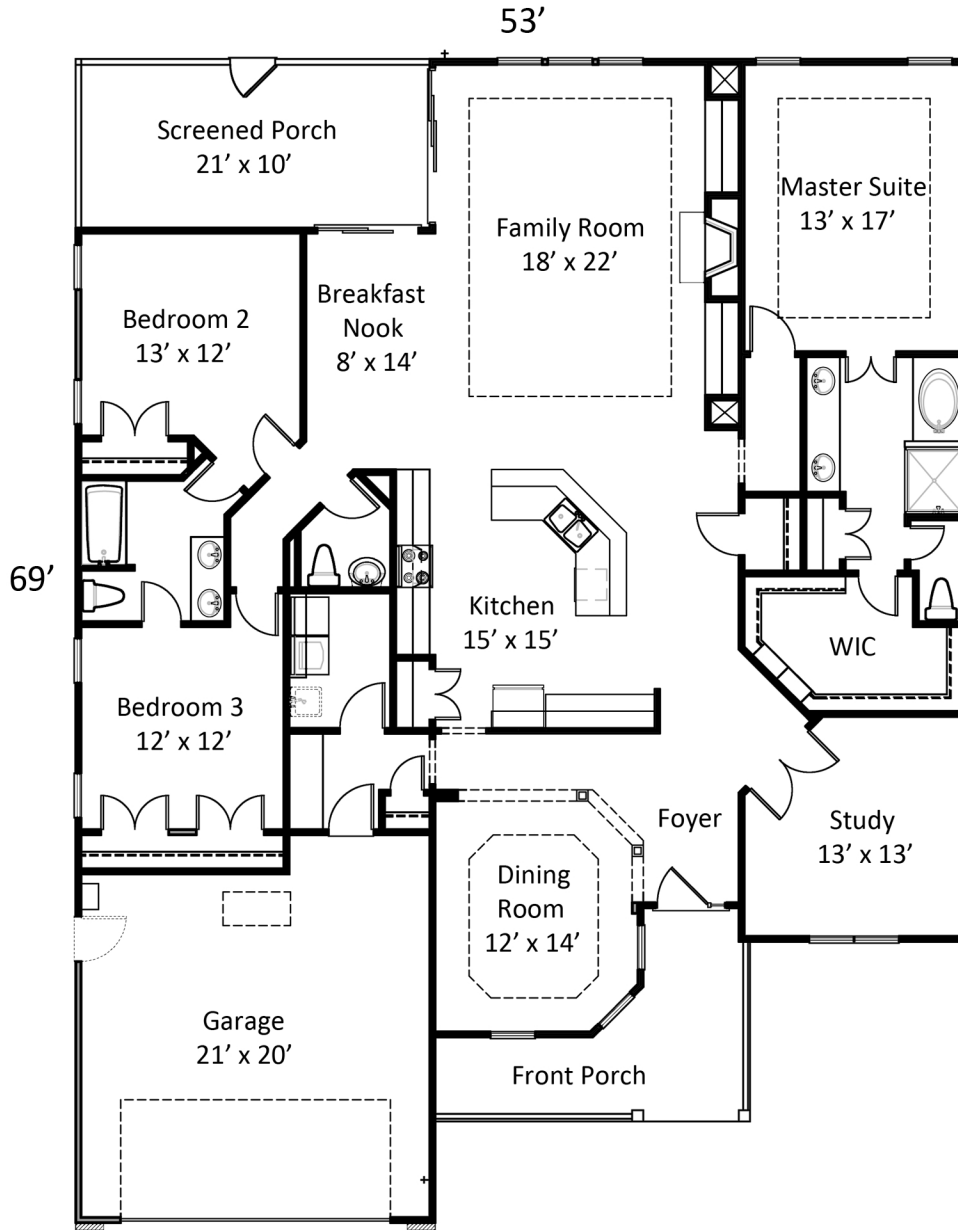 53’
Screened Porch
21’ x 10’
Family Room
18’ x 22’
Master Suite
13’ x 17’
Bedroom 2
13’ x 12’
Breakfast
Nook
8’ x 14’
69’
Kitchen
15’ x 15’
WIC
Bedroom 3
12’ x 12’
Foyer
Study
13’ x 13’
Dining
Room
12’ x 14’
Garage
21’ x 20’
Front Porch